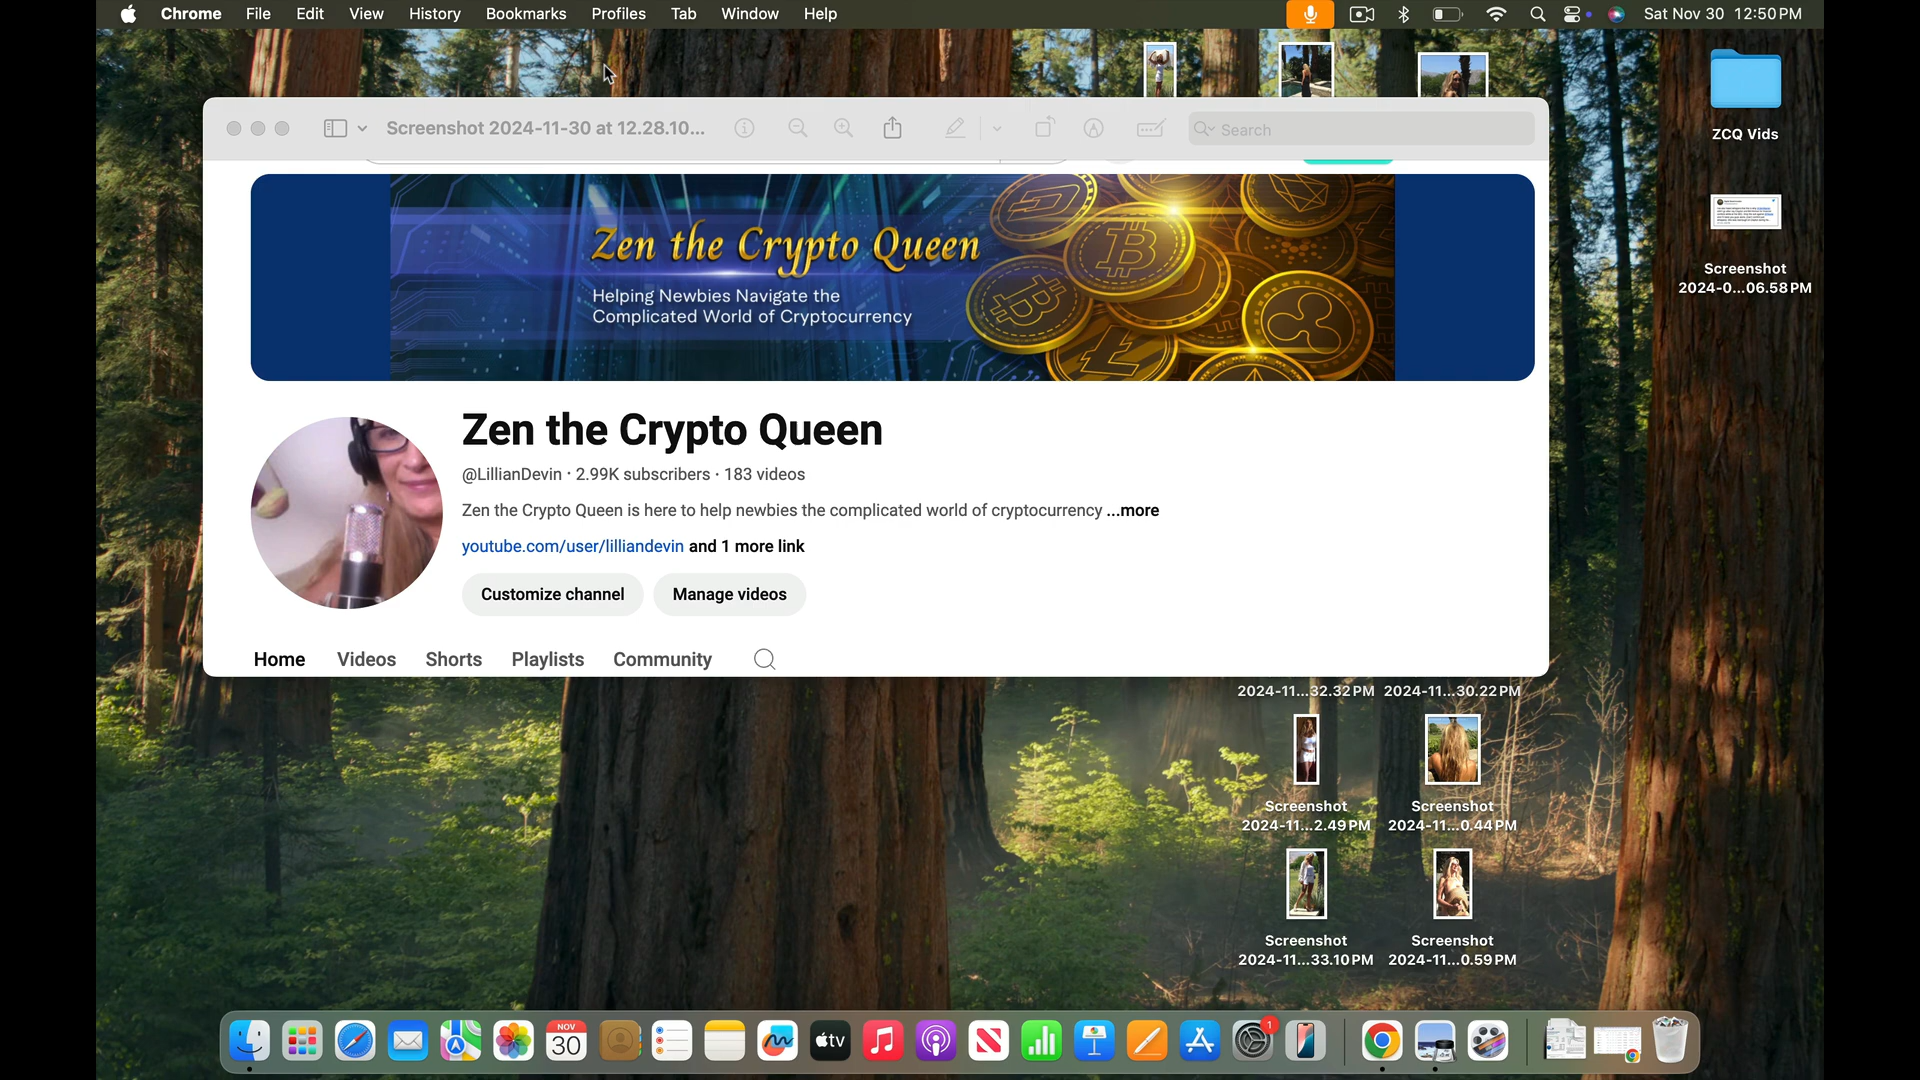 Chrome File Edit View History Bookmarks Profiles Tab Window Help
Sat Nov 30 12:50 PM
ZCQ Vids
Screenshot
2024-0...06.58 PM
Screenshot 2024-11-30 at 12.28.10...
Search
Zen the Crypto Queen
Helping Newbies Navigate the
Complicated World of Cryptocurrency
Zen the Crypto Queen
@LillianDevin · 2.99K subscribers · 183 videos
Zen the Crypto Queen is here to help newbies the complicated world of cryptocurrency ...more
youtube.com/user/lilliandevin and 1 more link
Customize channel Manage videos
Home Videos Shorts Playlists Community
2024-11...32.32 PM 2024-11...30.22 PM
Screenshot Screenshot
2024-11...2.49 PM 2024-11...0.44 PM
Screenshot Screenshot
2024-11...33.10 PM 2024-11...0.59 PM
NOV
30
tv
1